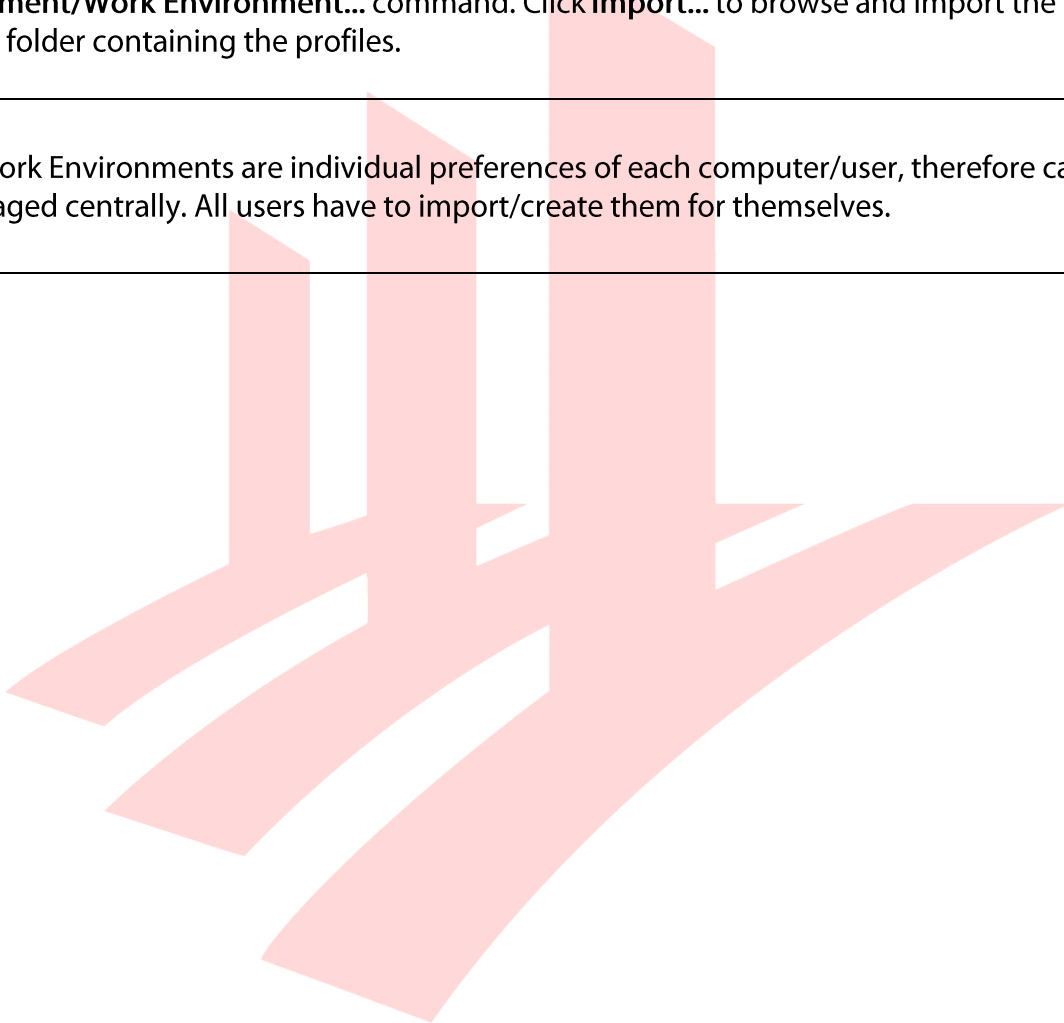 ment/Work Environment... command. Click Import... to browse and import the
folder containing the profiles.
ork Environments are individual preferences of each computer/user, therefore ca
aged centrally. All users have to import/create them for themselves.